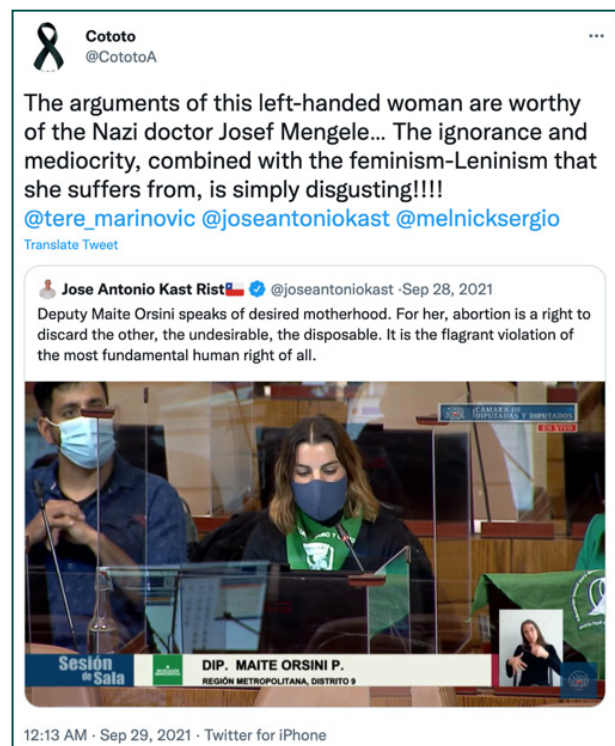 Cototo
@CototoA
The arguments of this left-handed woman are worthy
of the Nazi doctor Josef Mengele... The ignorance and
mediocrity, combined with the feminism-Leninism that
she suffers from, is simply disgusting!!!!
@tere_marinovic @joseantoniokast @melnicksergio
Translate Tweet
Jose Antonio Kast Rist🇨🇱 @joseantoniokast ·Sep 28, 2021
Deputy Maite Orsini speaks of desired motherhood. For her, abortion is a right to
discard the other, the undesirable, the disposable. It is the flagrant violation of
the most fundamental human right of all.
CÁMARA DE
DIPUTADAS Y DIPUTADOS
EN VIVO
Sesión
de Sala
DIP. MAITE ORSINI P.
REGIÓN METROPOLITANA, DISTRITO 9
12:13 AM · Sep 29, 2021 · Twitter for iPhone